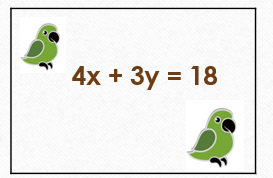 4x + 3y = 18